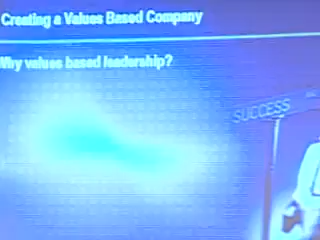 Creating a Values Based Company
Why values based leadership?
SUCCESS